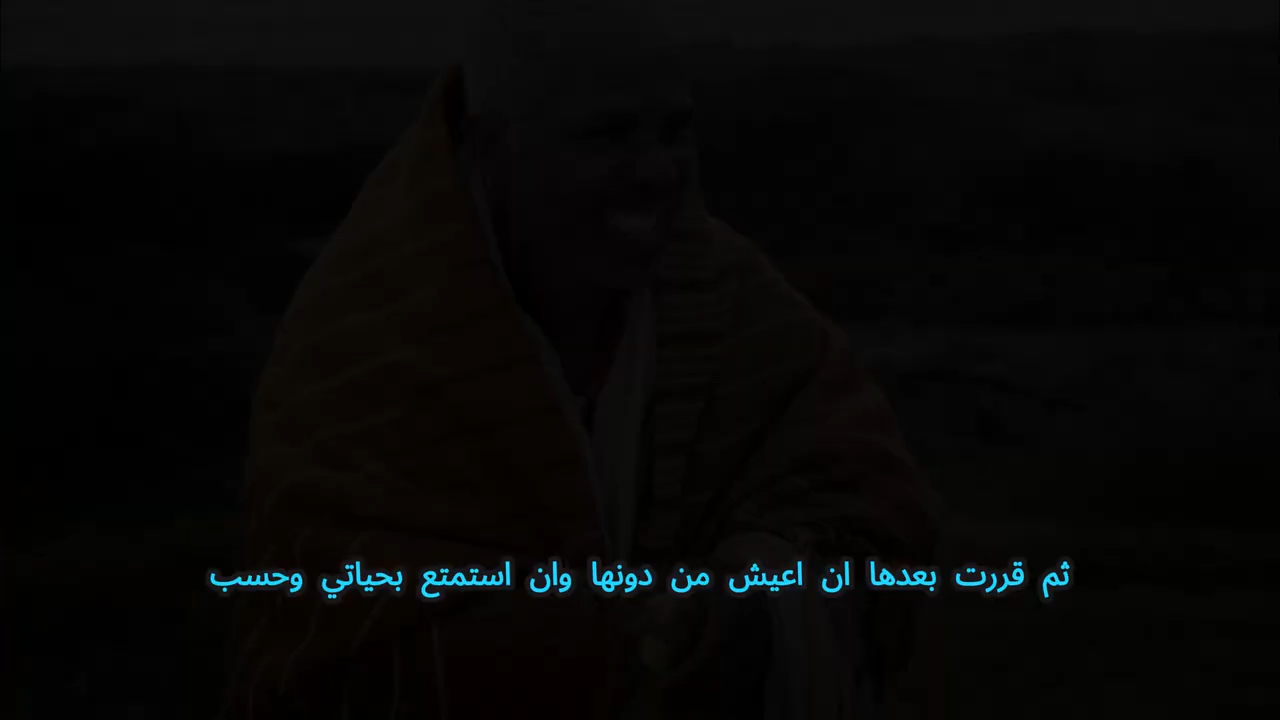 ثم قررت بعدها ان اعيش من دونها وان استمتع بحياتي وحسب